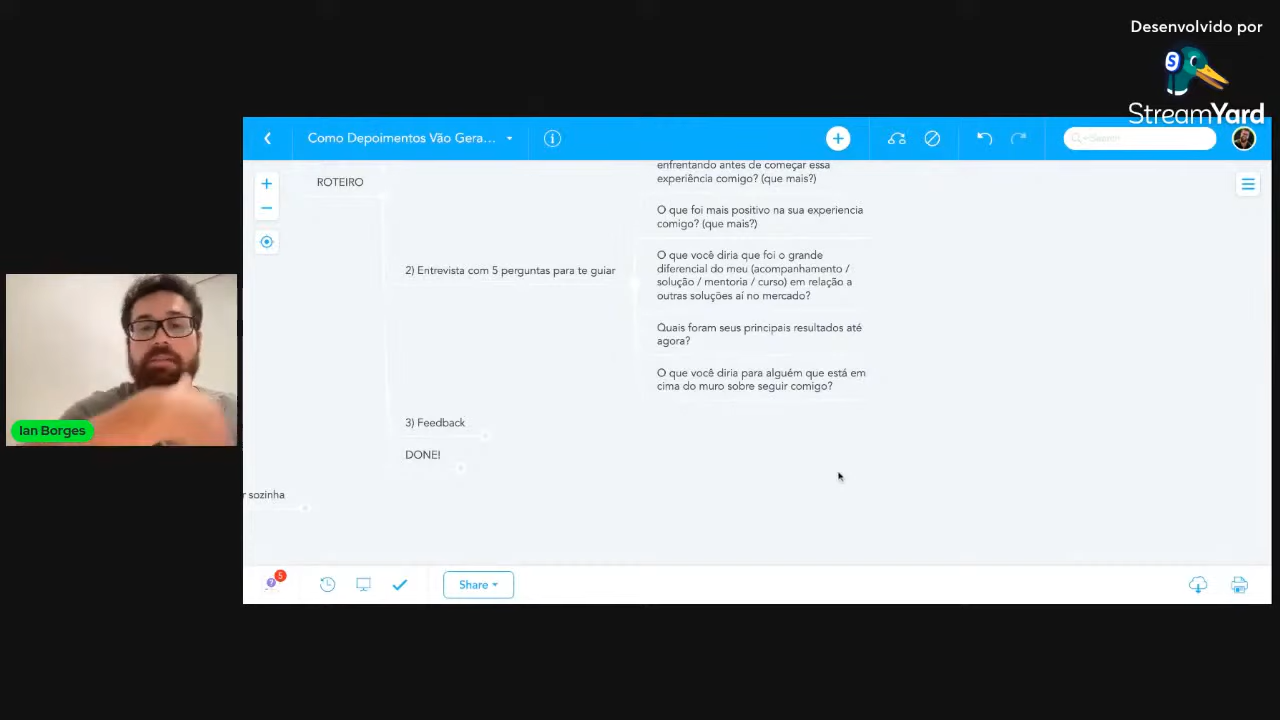 Desenvolvido por
StreamYard
Como Depoimentos Vão Gera...
Search
enfrentando antes de começar essa
experiência comigo? (que mais?)
ROTEIRO
O que foi mais positivo na sua experiencia
comigo? (que mais?)
2) Entrevista com 5 perguntas para te guiar
O que você diria que foi o grande
diferencial do meu (acompanhamento /
solução / mentoria / curso) em relação a
outras soluções aí no mercado?
Quais foram seus principais resultados até
agora?
O que você diria para alguém que está em
cima do muro sobre seguir comigo?
3) Feedback
DONE!
r sozinha
Ian Borges
5
Share